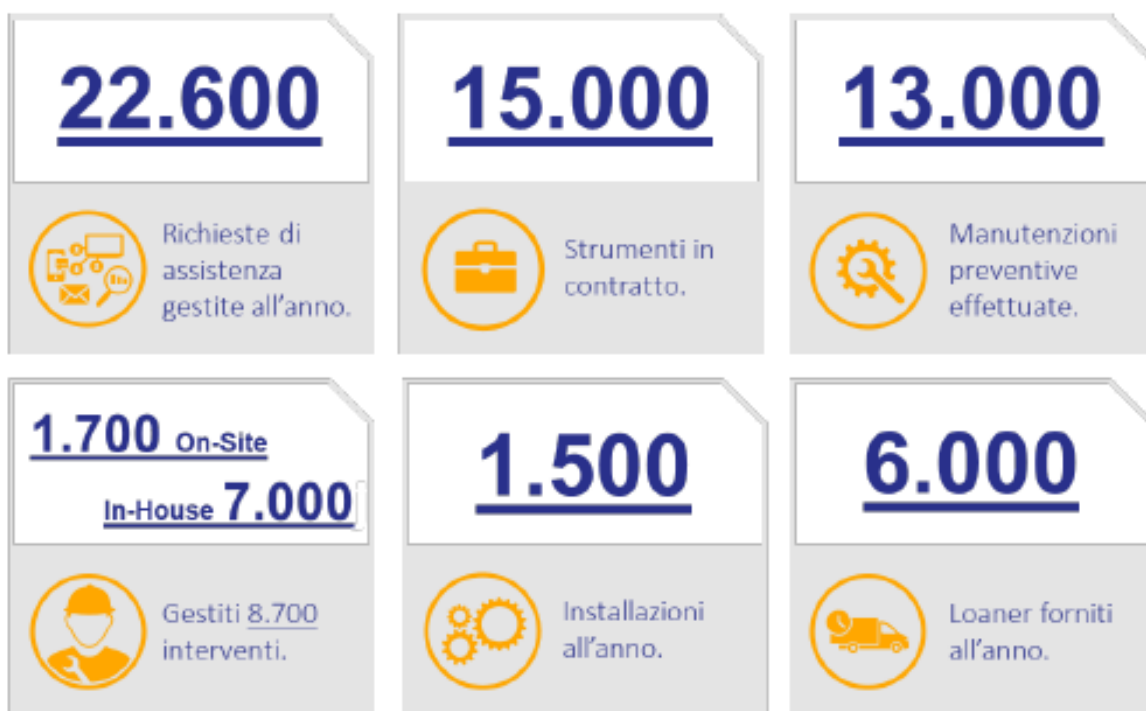 22.600
Richieste di
assistenza
gestite all'anno.
15.000
Strumenti in
contratto.
13.000
Manutenzioni
preventive
effettuate.
1.700 On-Site
In-House 7.000
Gestiti 8.700
interventi.
1.500
Installazioni
all'anno.
6.000
Loaner forniti
all'anno.